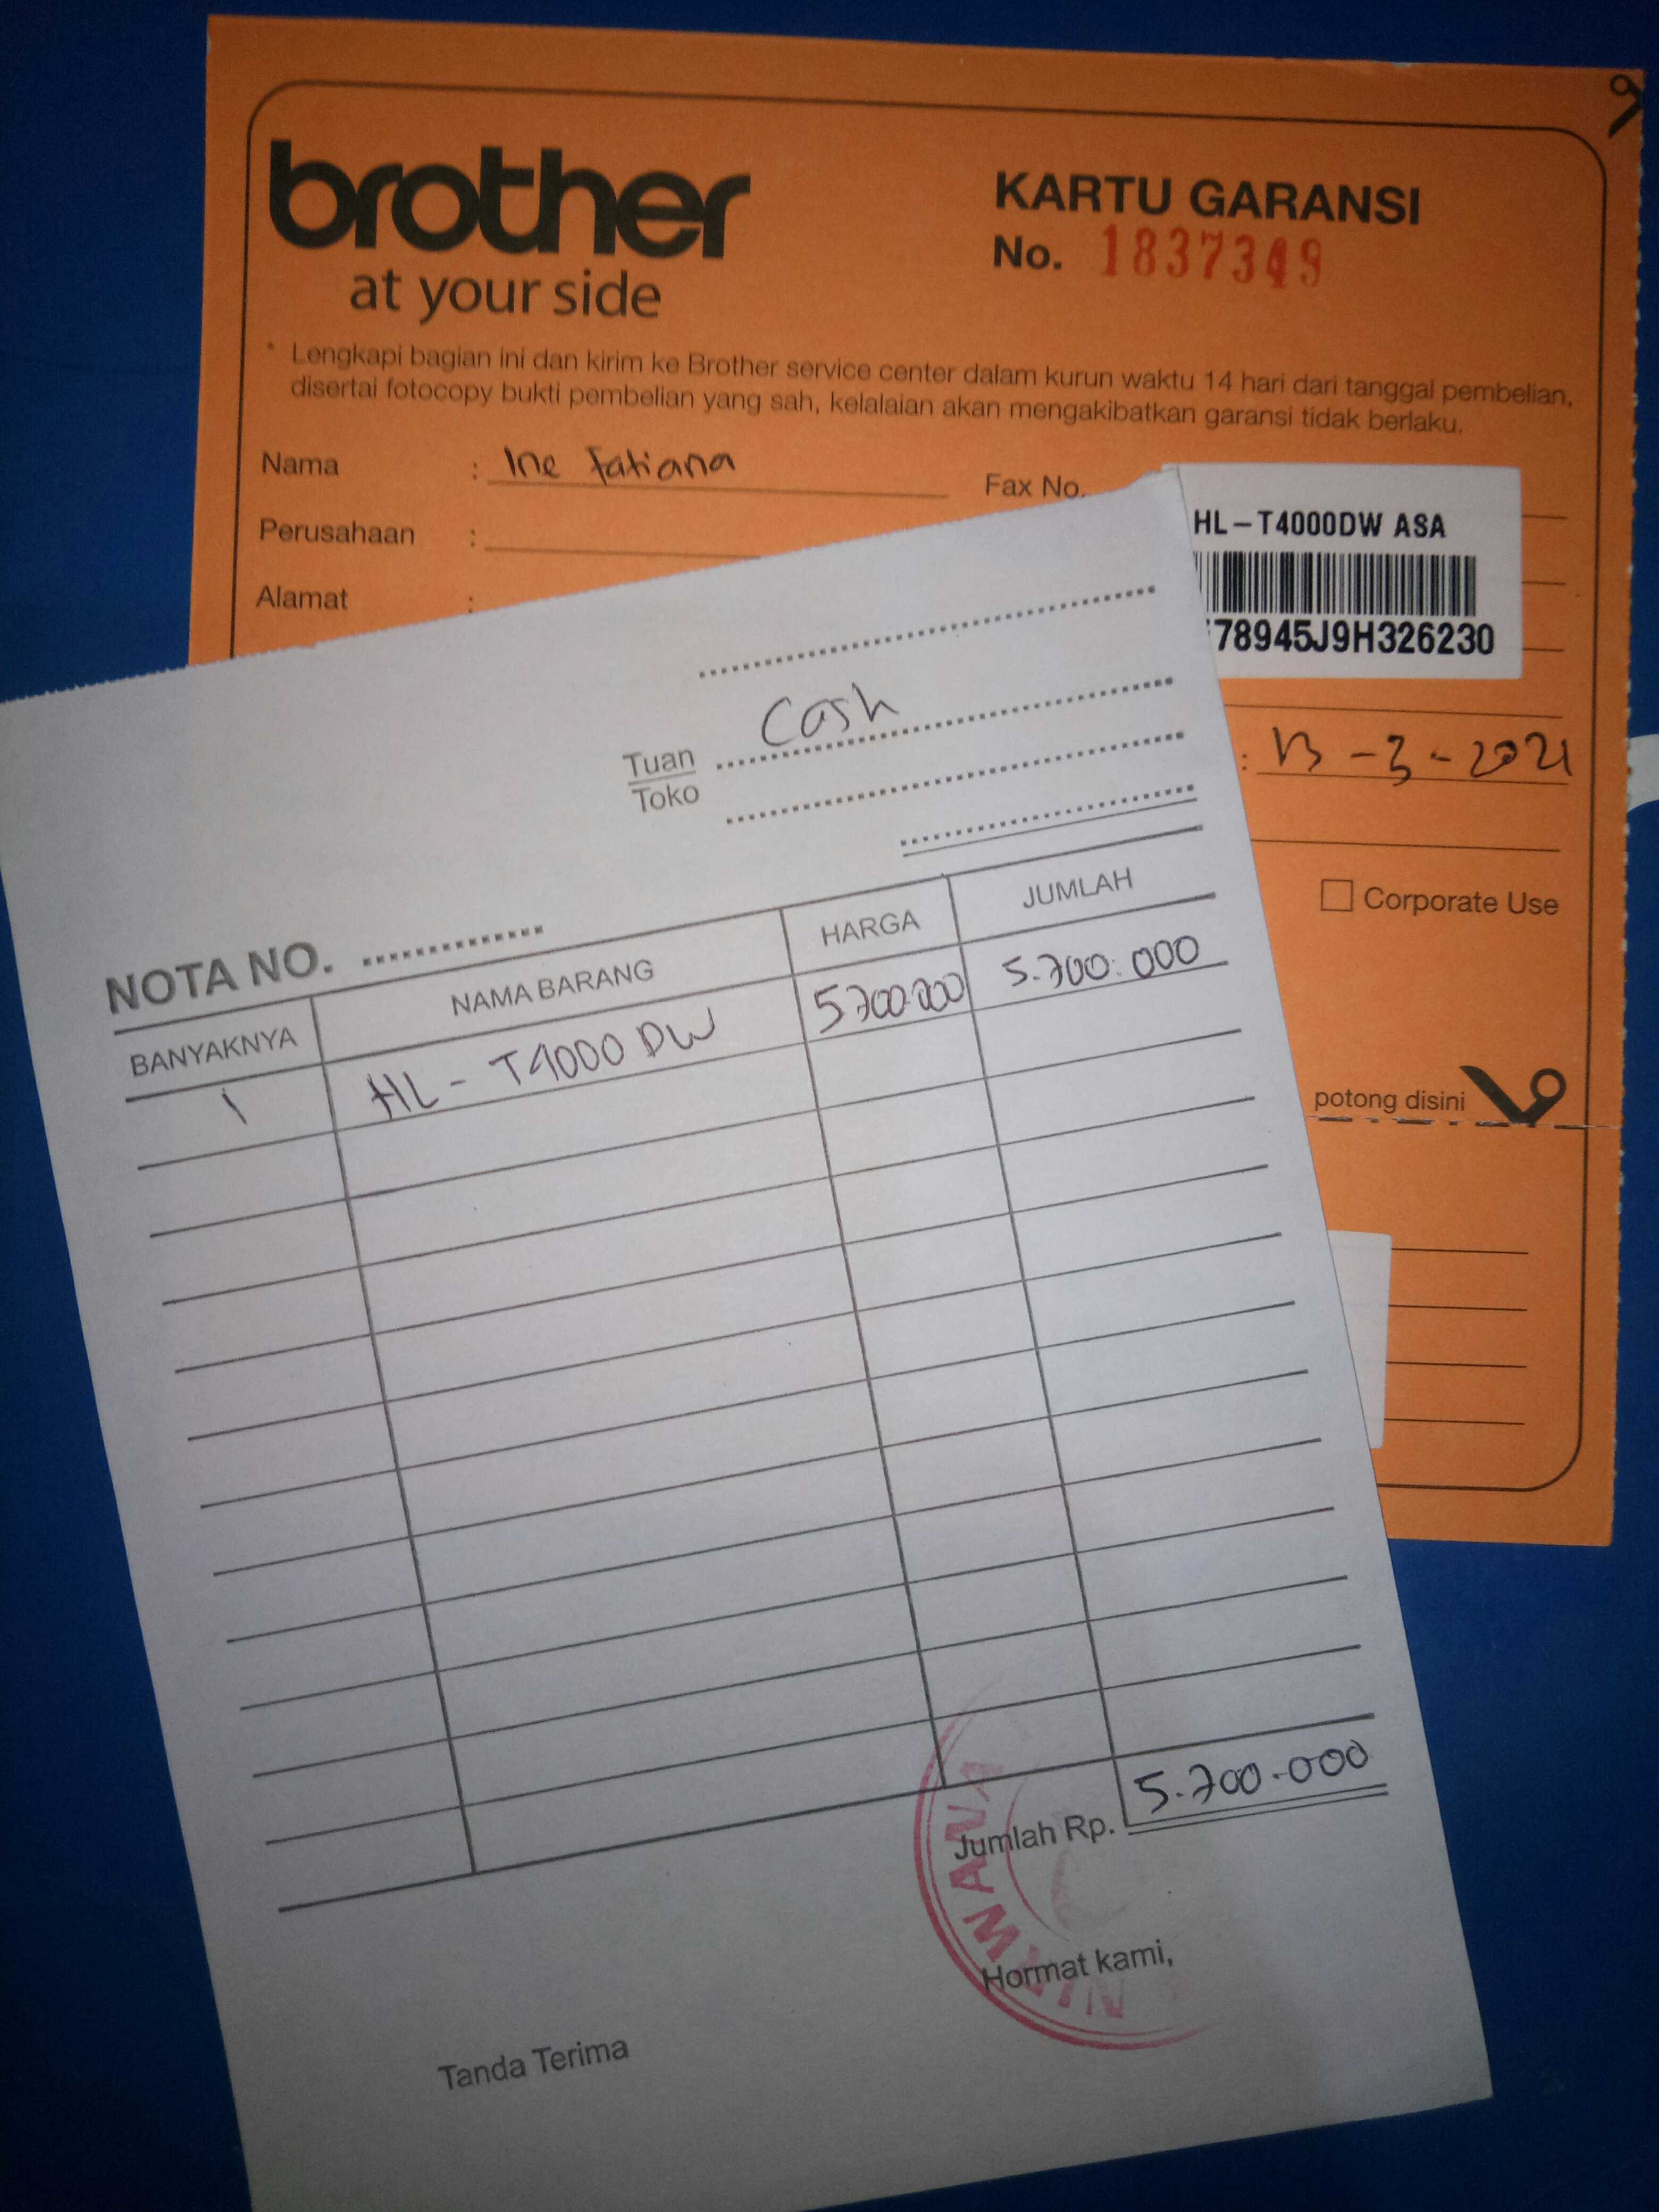 brother
at your side
KARTU GARANSI
No. 1837349
* Lengkapi bagian ini dan kirim ke Brother service center dalam kurun waktu 14 hari dari tanggal pembelian,
disertai fotocopy bukti pembelian yang sah, kelalaian akan mengakibatkan garansi tidak berlaku.
Nama : Ine Fatiana
Fax No.
Perusahaan :
Alamat :
HL-T4000DW ASA
78945J9H326230
: 13-3-2021
Corporate Use
potong disini
Tuan Cash
Toko
NOTA NO.
BANYAKNYA NAMA BARANG HARGA JUMLAH
1 HL - T4000 DW 5700.000 5.700.000
Jumlah Rp. 5.700.000
Hormat kami,
Tanda Terima
NIAWANA